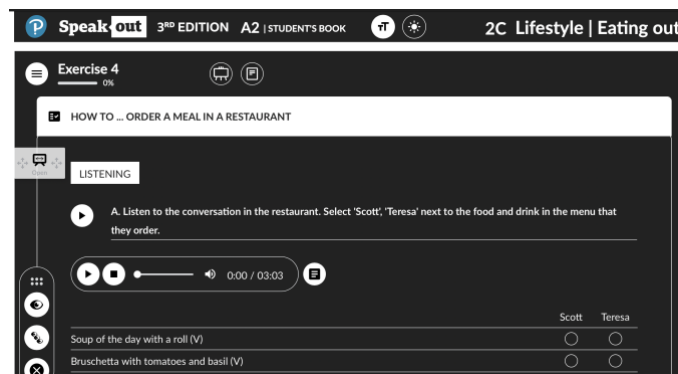 Speakout 3RD EDITION A2 | STUDENT'S BOOK
2C Lifestyle | Eating out
Exercise 4
0%
HOW TO ... ORDER A MEAL IN A RESTAURANT
Open
LISTENING
A. Listen to the conversation in the restaurant. Select 'Scott', 'Teresa' next to the food and drink in the menu that
they order.
0:00 / 03:03
Scott Teresa
Soup of the day with a roll (V)
Bruschetta with tomatoes and basil (V)